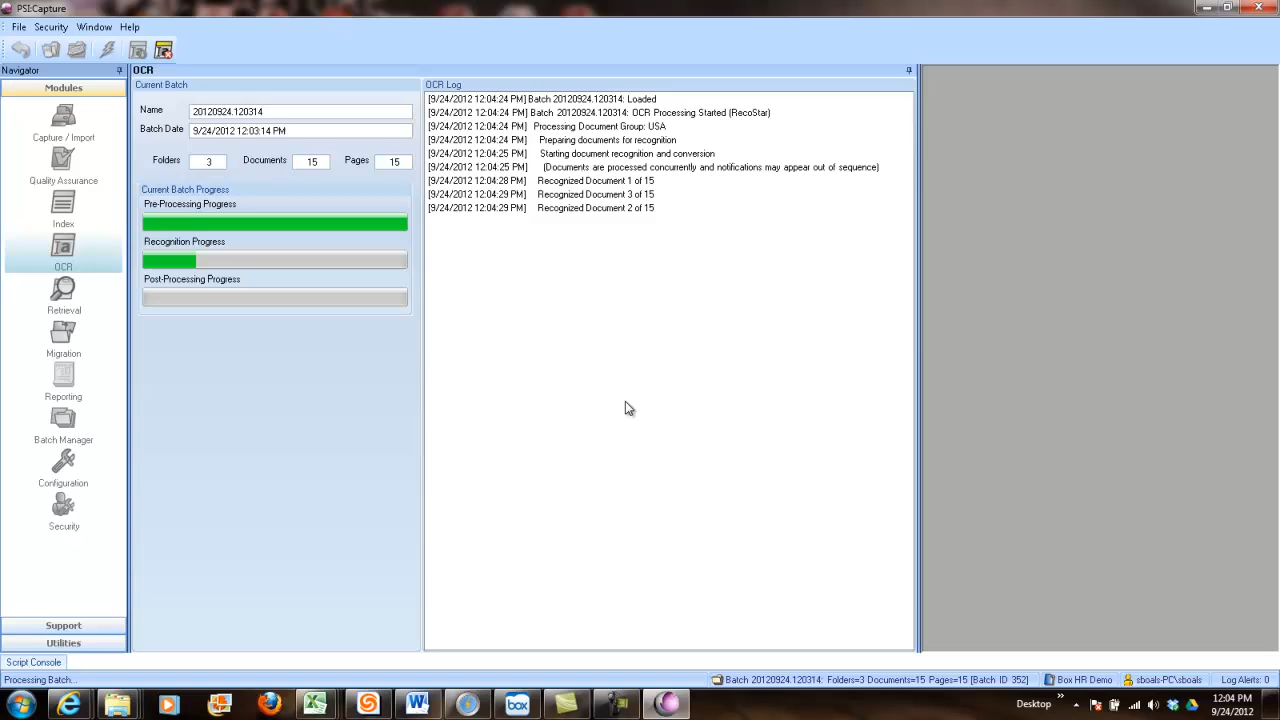 PSI:Capture
File Security Window Help
Navigator
Modules
Capture / Import
Quality Assurance
Index
OCR
Retrieval
Migration
Reporting
Batch Manager
Configuration
Security
Support
Utilities
OCR
Current Batch
Name 20120924.120314
Batch Date 9/24/2012 12:03:14 PM
Folders 3 Documents 15 Pages 15
Current Batch Progress
Pre-Processing Progress
Recognition Progress
Post-Processing Progress
OCR Log
[9/24/2012 12:04:24 PM] Batch 20120924.120314: Loaded
[9/24/2012 12:04:24 PM] Batch 20120924.120314: OCR Processing Started (RecoStar)
[9/24/2012 12:04:24 PM] Processing Document Group: USA
[9/24/2012 12:04:24 PM] Preparing documents for recognition
[9/24/2012 12:04:25 PM] Starting document recognition and conversion
[9/24/2012 12:04:25 PM] (Documents are processed concurrently and notifications may appear out of sequence)
[9/24/2012 12:04:28 PM] Recognized Document 1 of 15
[9/24/2012 12:04:29 PM] Recognized Document 3 of 15
[9/24/2012 12:04:29 PM] Recognized Document 2 of 15
Script Console
Processing Batch... Batch 20120924.120314: Folders=3 Documents=15 Pages=15 [Batch ID 352] Box HR Demo sboals-PC\sboals Log Alerts: 0
box
Desktop
12:04 PM
9/24/2012